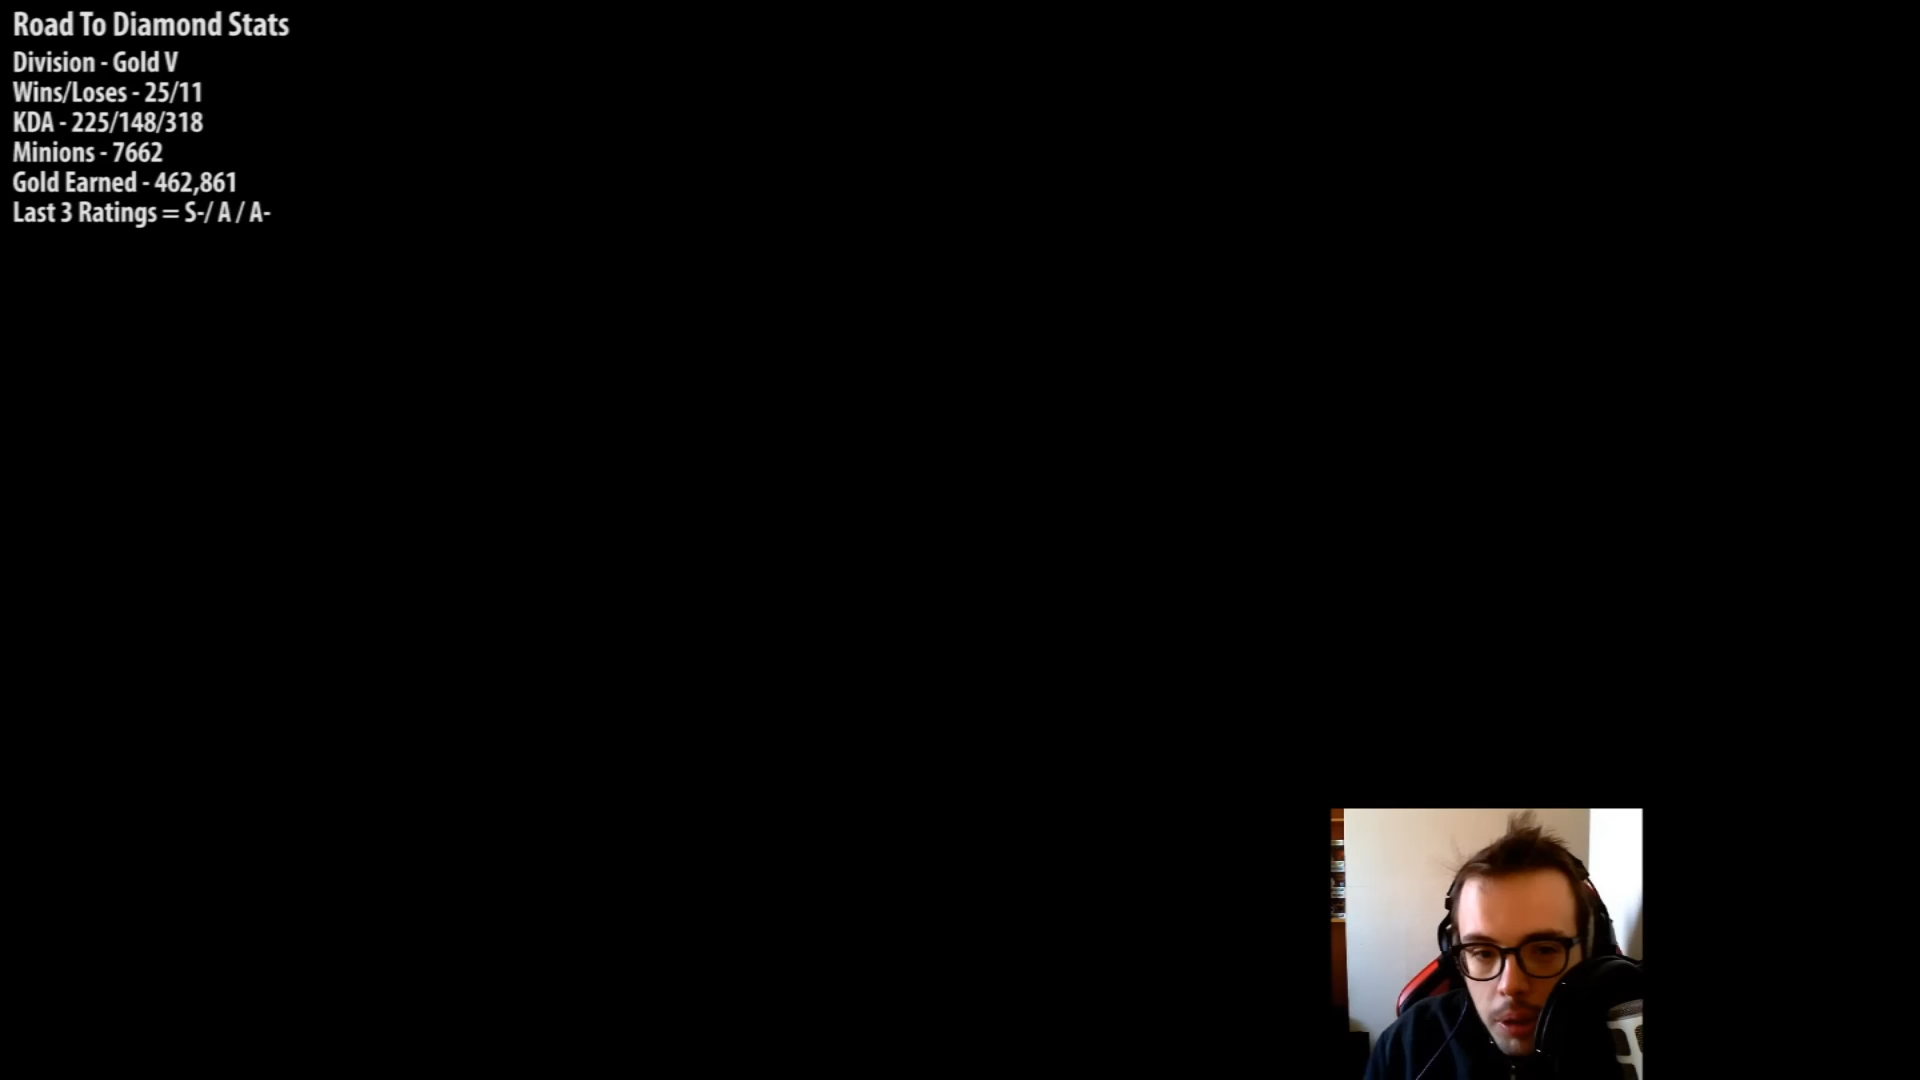 Road To Diamond Stats
Division - Gold V
Wins/Loses - 25/11
KDA - 225/148/318
Minions - 7662
Gold Earned - 462,861
Last 3 Ratings = S-/ A / A-